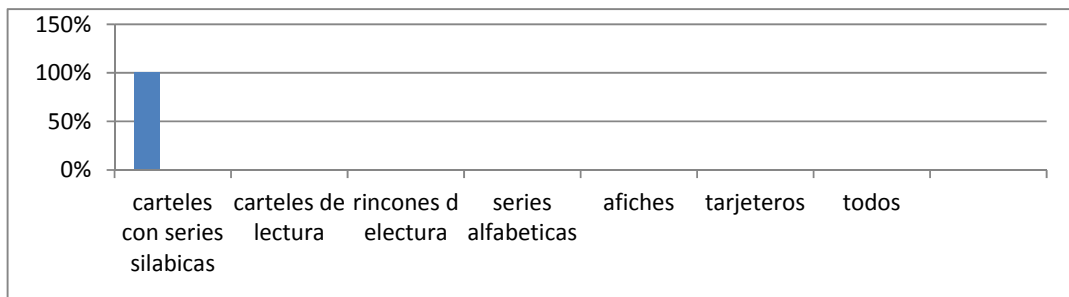 150%
100%
50%
0%
carteles
con series
silabicas
carteles de
lectura
rincones d
electura
series
alfabeticas
afiches
tarjeteros
todos